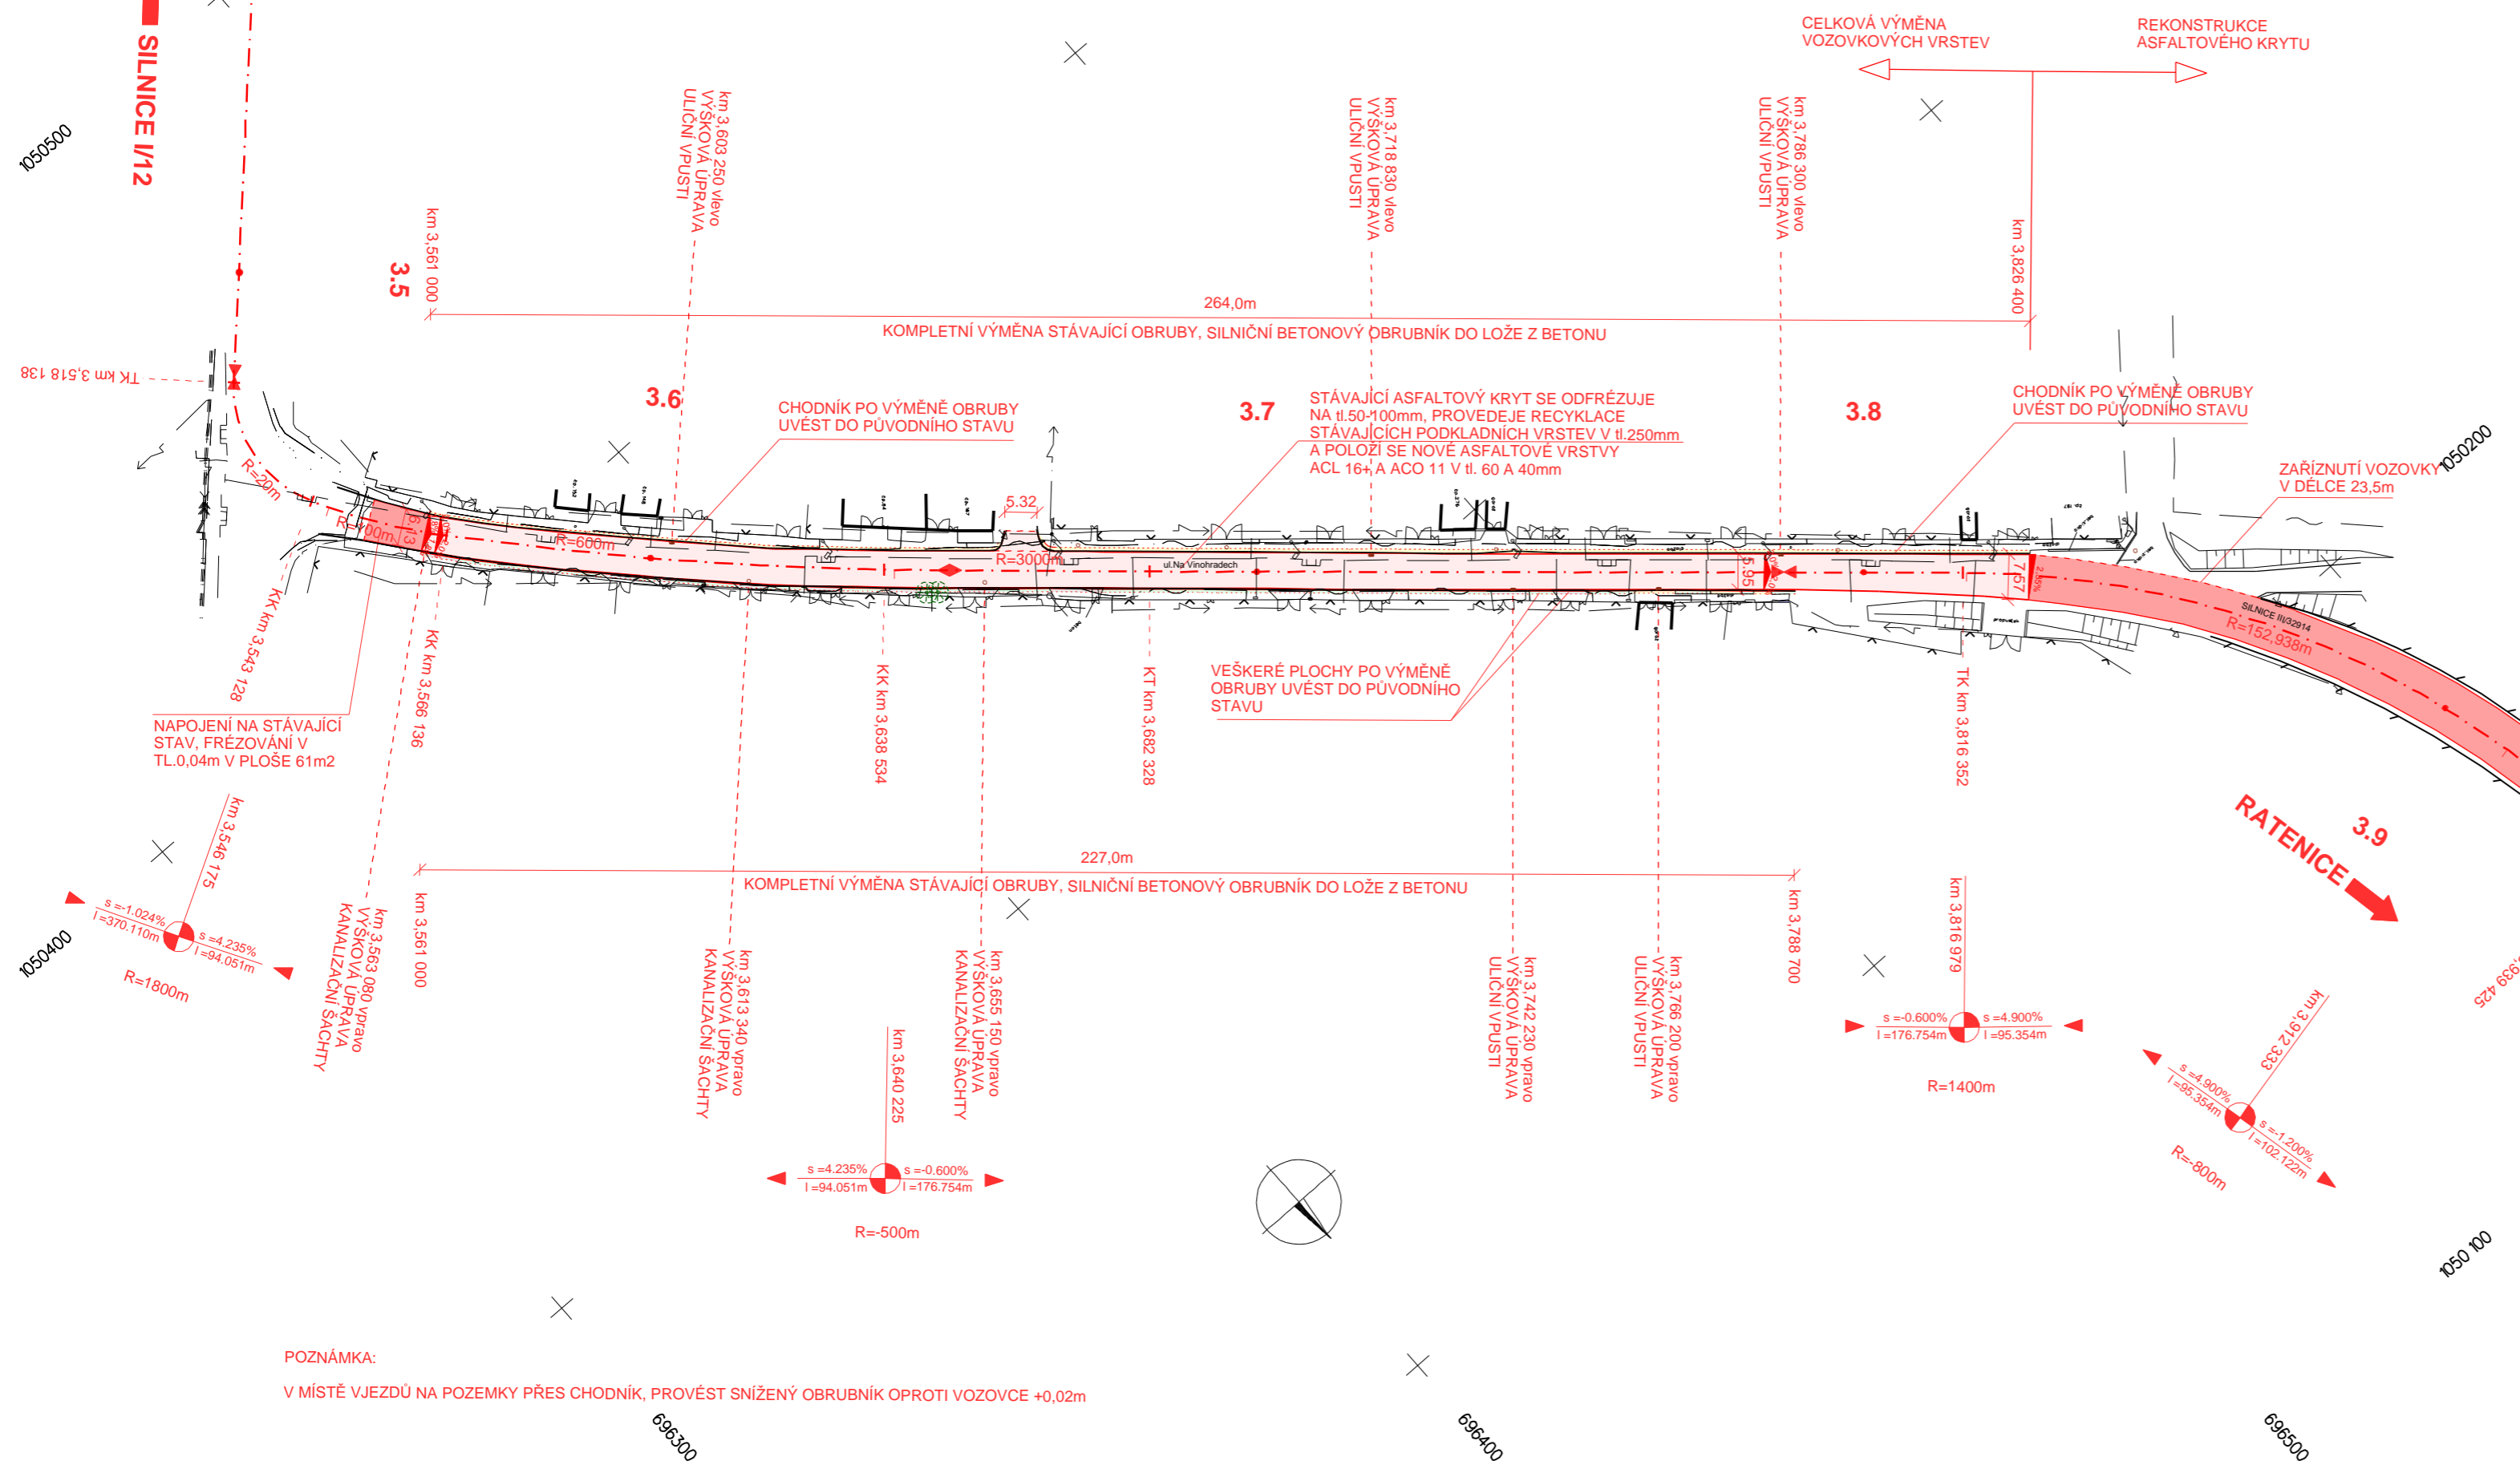 SILNICE I/12
CELKOVÁ VÝMĚNA
VOZOVKOVÝCH VRSTEV
REKONSTRUKCE
ASFALTOVÉHO KRYTU
1050500
km 3,603 250 vlevo
VÝŠKOVÁ ÚPRAVA
ULIČNÍ VPUSTI
km 3,718 830 vlevo
VÝŠKOVÁ ÚPRAVA
ULIČNÍ VPUSTI
km 3,786 300 vlevo
VÝŠKOVÁ ÚPRAVA
ULIČNÍ VPUSTI
3.5
km 3,561 000
km 3,826 400
264,0m
KOMPLETNÍ VÝMĚNA STÁVAJÍCÍ OBRUBY, SILNIČNÍ BETONOVÝ OBRUBNÍK DO LOŽE Z BETONU
TK km 3,518 138
3.6
CHODNÍK PO VÝMĚNĚ OBRUBY
UVÉST DO PŮVODNÍHO STAVU
3.7
STÁVAJÍCÍ ASFALTOVÝ KRYT SE ODFRÉZUJE
NA tl.50-100mm, PROVEDEJE RECYKLACE
STÁVAJÍCÍCH PODKLADNÍCH VRSTEV V tl.250mm
A POLOŽÍ SE NOVÉ ASFALTOVÉ VRSTVY
ACL 16+ A ACO 11 V tl. 60 A 40mm
3.8
CHODNÍK PO VÝMĚNĚ OBRUBY
UVÉST DO PŮVODNÍHO STAVU
1050200
ZAŘÍZNUTÍ VOZOVKY
V DÉLCE 23,5m
R=20m
R=700m
6.13
R=600m
5.32
R=3000m
ul.Na Vinohradech
5.95
7.57
SILNICE III/32914
R=152,938m
KK km 3,543 128
KK km 3,566 136
KK km 3,638 534
KT km 3,682 328
TK km 3,816 352
NAPOJENÍ NA STÁVAJÍCÍ
STAV, FRÉZOVÁNÍ V
TL.0,04m V PLOŠE 61m2
VEŠKERÉ PLOCHY PO VÝMĚNĚ
OBRUBY UVÉST DO PŮVODNÍHO
STAVU
km 3,546 175
s =-1.024%
l =370.110m
s =4.235%
l =94.051m
R=1800m
1050400
227,0m
KOMPLETNÍ VÝMĚNA STÁVAJÍCÍ OBRUBY, SILNIČNÍ BETONOVÝ OBRUBNÍK DO LOŽE Z BETONU
km 3,561 000
km 3,788 700
km 3,563 080 vpravo
VÝŠKOVÁ ÚPRAVA
KANALIZAČNÍ ŠACHTY
km 3,613 340 vpravo
VÝŠKOVÁ ÚPRAVA
KANALIZAČNÍ ŠACHTY
km 3,655 150 vpravo
VÝŠKOVÁ ÚPRAVA
KANALIZAČNÍ ŠACHTY
km 3,742 230 vpravo
VÝŠKOVÁ ÚPRAVA
ULIČNÍ VPUSTI
km 3,766 200 vpravo
VÝŠKOVÁ ÚPRAVA
ULIČNÍ VPUSTI
RATENICE
3.9
km 3,640 225
s =4.235%
l =94.051m
s =-0.600%
l =176.754m
R=-500m
km 3,816 979
s =-0.600%
l =176.754m
s =4.900%
l =95.354m
R=1400m
km 3,912 333
s =4.900%
l =95.354m
s =-1.200%
l =102.122m
R=-800m
,939 425
1050 100
POZNÁMKA:
V MÍSTĚ VJEZDŮ NA POZEMKY PŘES CHODNÍK, PROVÉST SNÍŽENÝ OBRUBNÍK OPROTI VOZOVCE +0,02m
696300
696400
696500